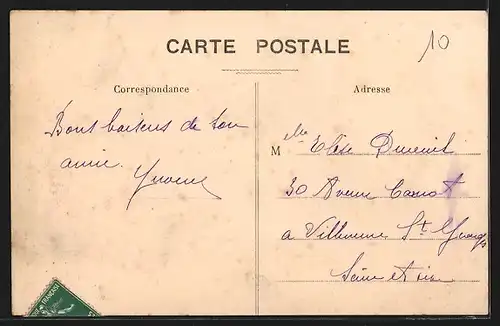 CARTE POSTALE
10
Correspondance
Adresse
Bons baisers de ton
amie.
Yvonne
Mlle Elise Dumenil
30 Avenue Carnot
a Villeneuve St. Georges
Seine et Oise